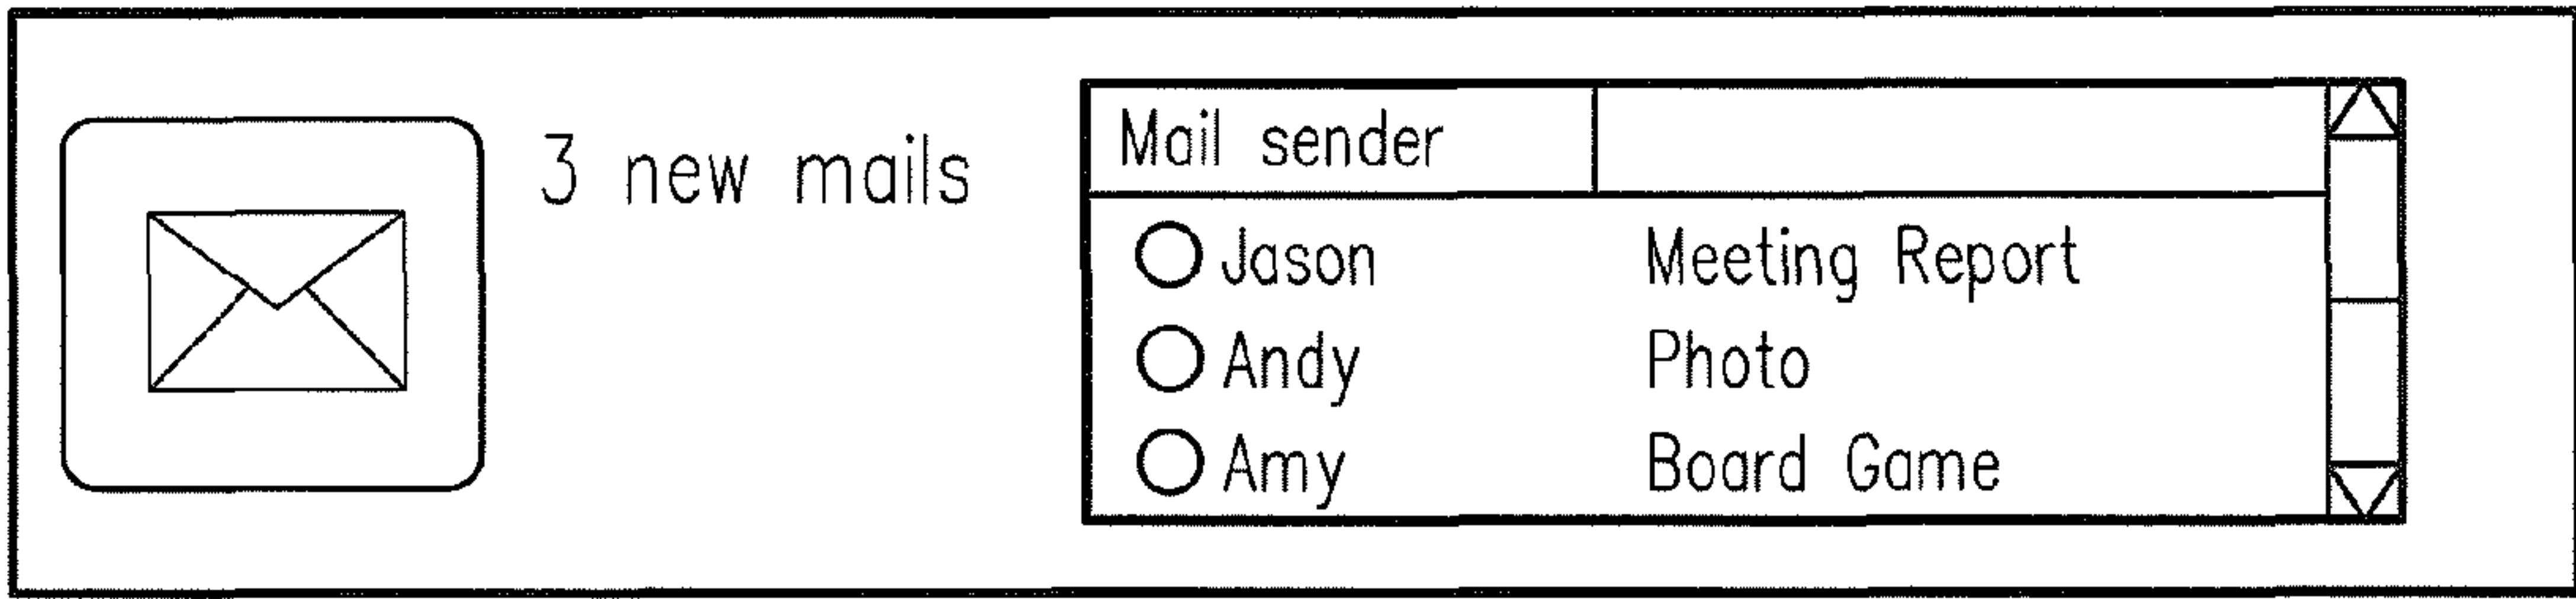 3 new mails
Mail sender
Jason Meeting Report
Andy Photo
Amy Board Game